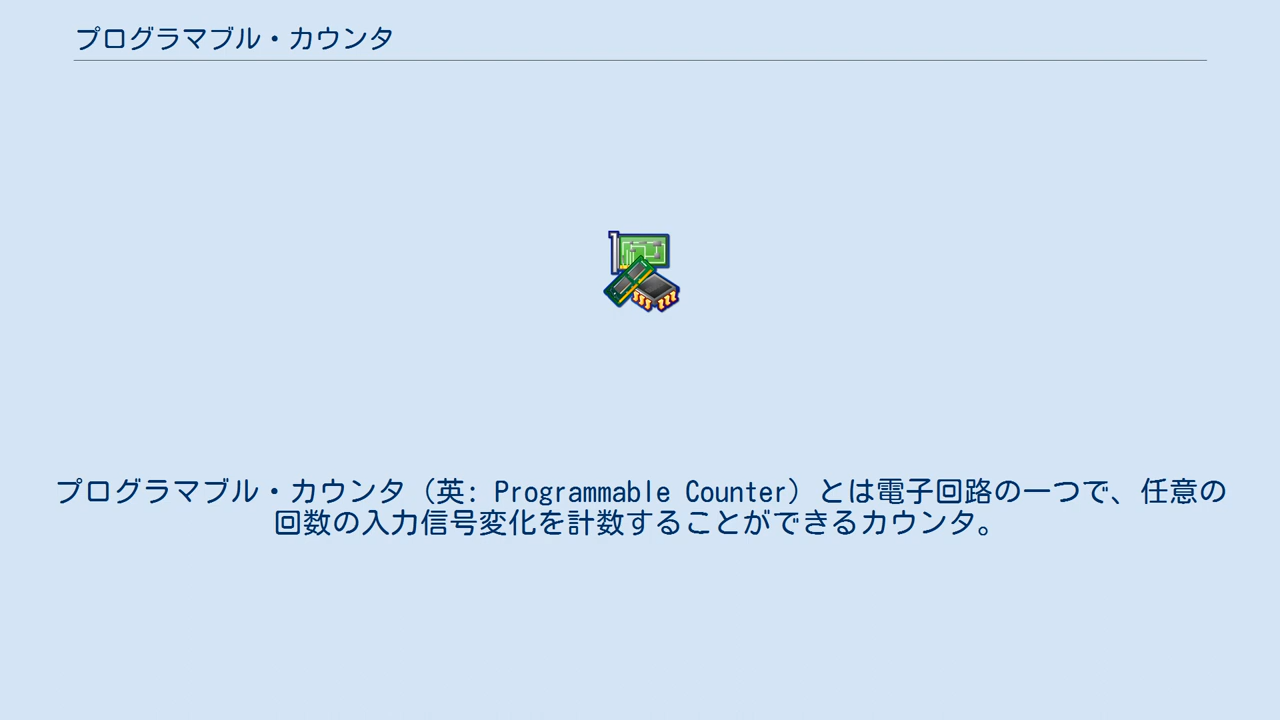 プログラマブル・カウンタ
プログラマブル・カウンタ（英: Programmable Counter）とは電子回路の一つで、任意の
回数の入力信号変化を計数することができるカウンタ。